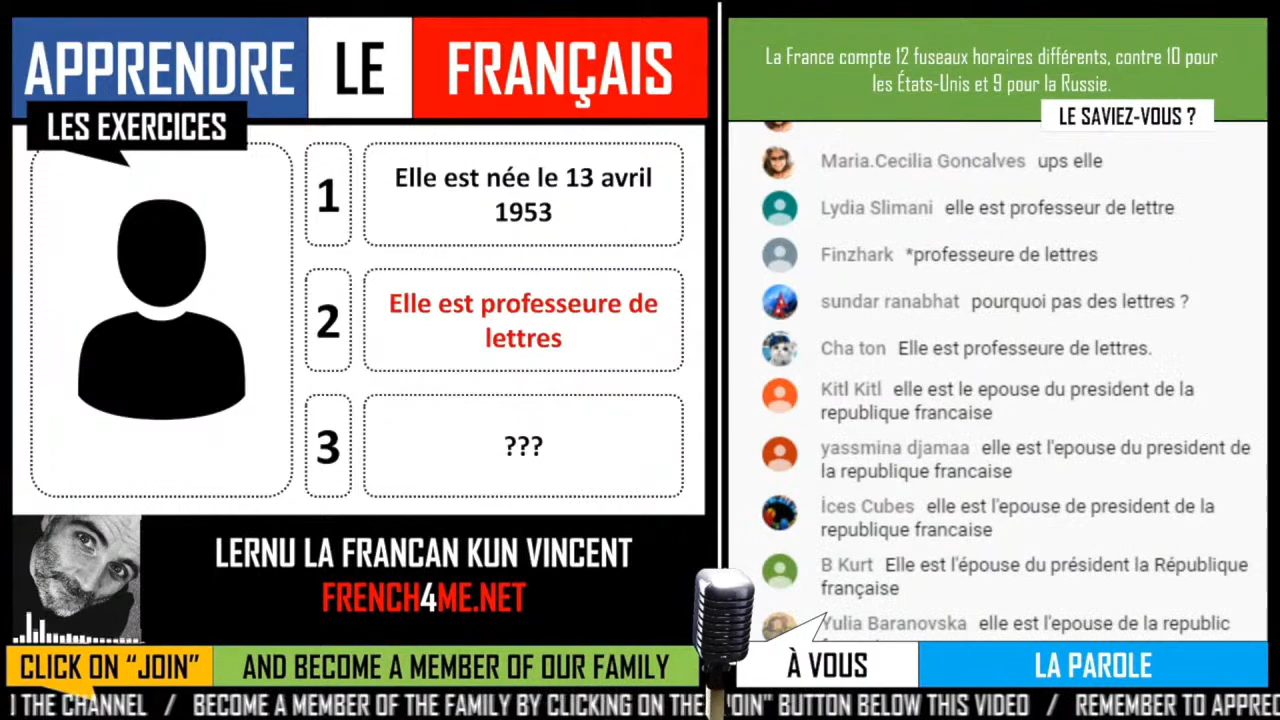 APPRENDRE LE FRANÇAIS
LES EXERCICES
1
Elle est née le 13 avril
1953
2
Elle est professeure de
lettres
3
???
LERNU LA FRANCAN KUN VINCENT
FRENCH4ME.NET
CLICK ON “JOIN” AND BECOME A MEMBER OF OUR FAMILY
La France compte 12 fuseaux horaires différents, contre 10 pour
les États-Unis et 9 pour la Russie.
LE SAVIEZ-VOUS ?
Maria.Cecilia Goncalves ups elle
Lydia Slimani elle est professeur de lettre
Finzhark *professeure de lettres
sundar ranabhat pourquoi pas des lettres ?
Cha ton Elle est professeure de lettres.
Kitl Kitl elle est le epouse du president de la
republique francaise
yassmina djamaa elle est l'epouse du president de
la republique francaise
İces Cubes elle est l'epouse de president de la
republique francaise
B Kurt Elle est l'épouse du président la République
française
Yulia Baranovska elle est l'epouse de la republic
À VOUS LA PAROLE
THE CHANNEL / BECOME A MEMBER OF THE FAMILY BY CLICKING ON THE "JOIN" BUTTON BELOW THIS VIDEO / REMEMBER TO